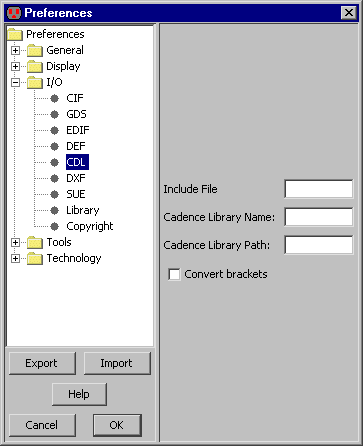 Preferences
Preferences
General
Display
I/O
CIF
GDS
EDIF
DEF
CDL
DXF
SUE
Library
Copyright
Tools
Technology
Include File
Cadence Library Name:
Cadence Library Path:
Convert brackets
Export Import
Help
Cancel OK